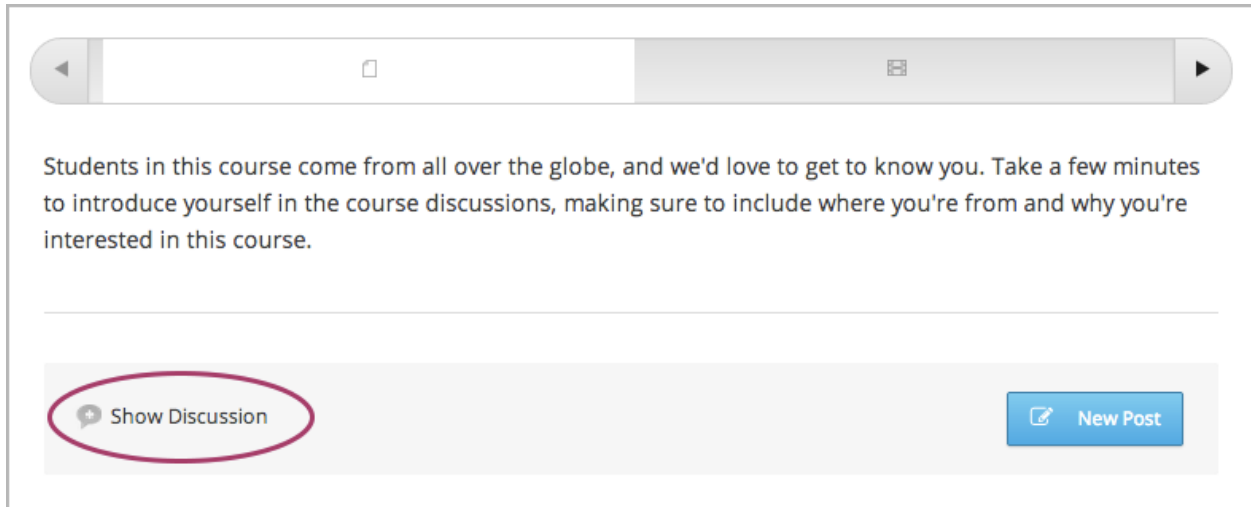 Students in this course come from all over the globe, and we'd love to get to know you. Take a few minutes
to introduce yourself in the course discussions, making sure to include where you're from and why you're
interested in this course.
Show Discussion
New Post